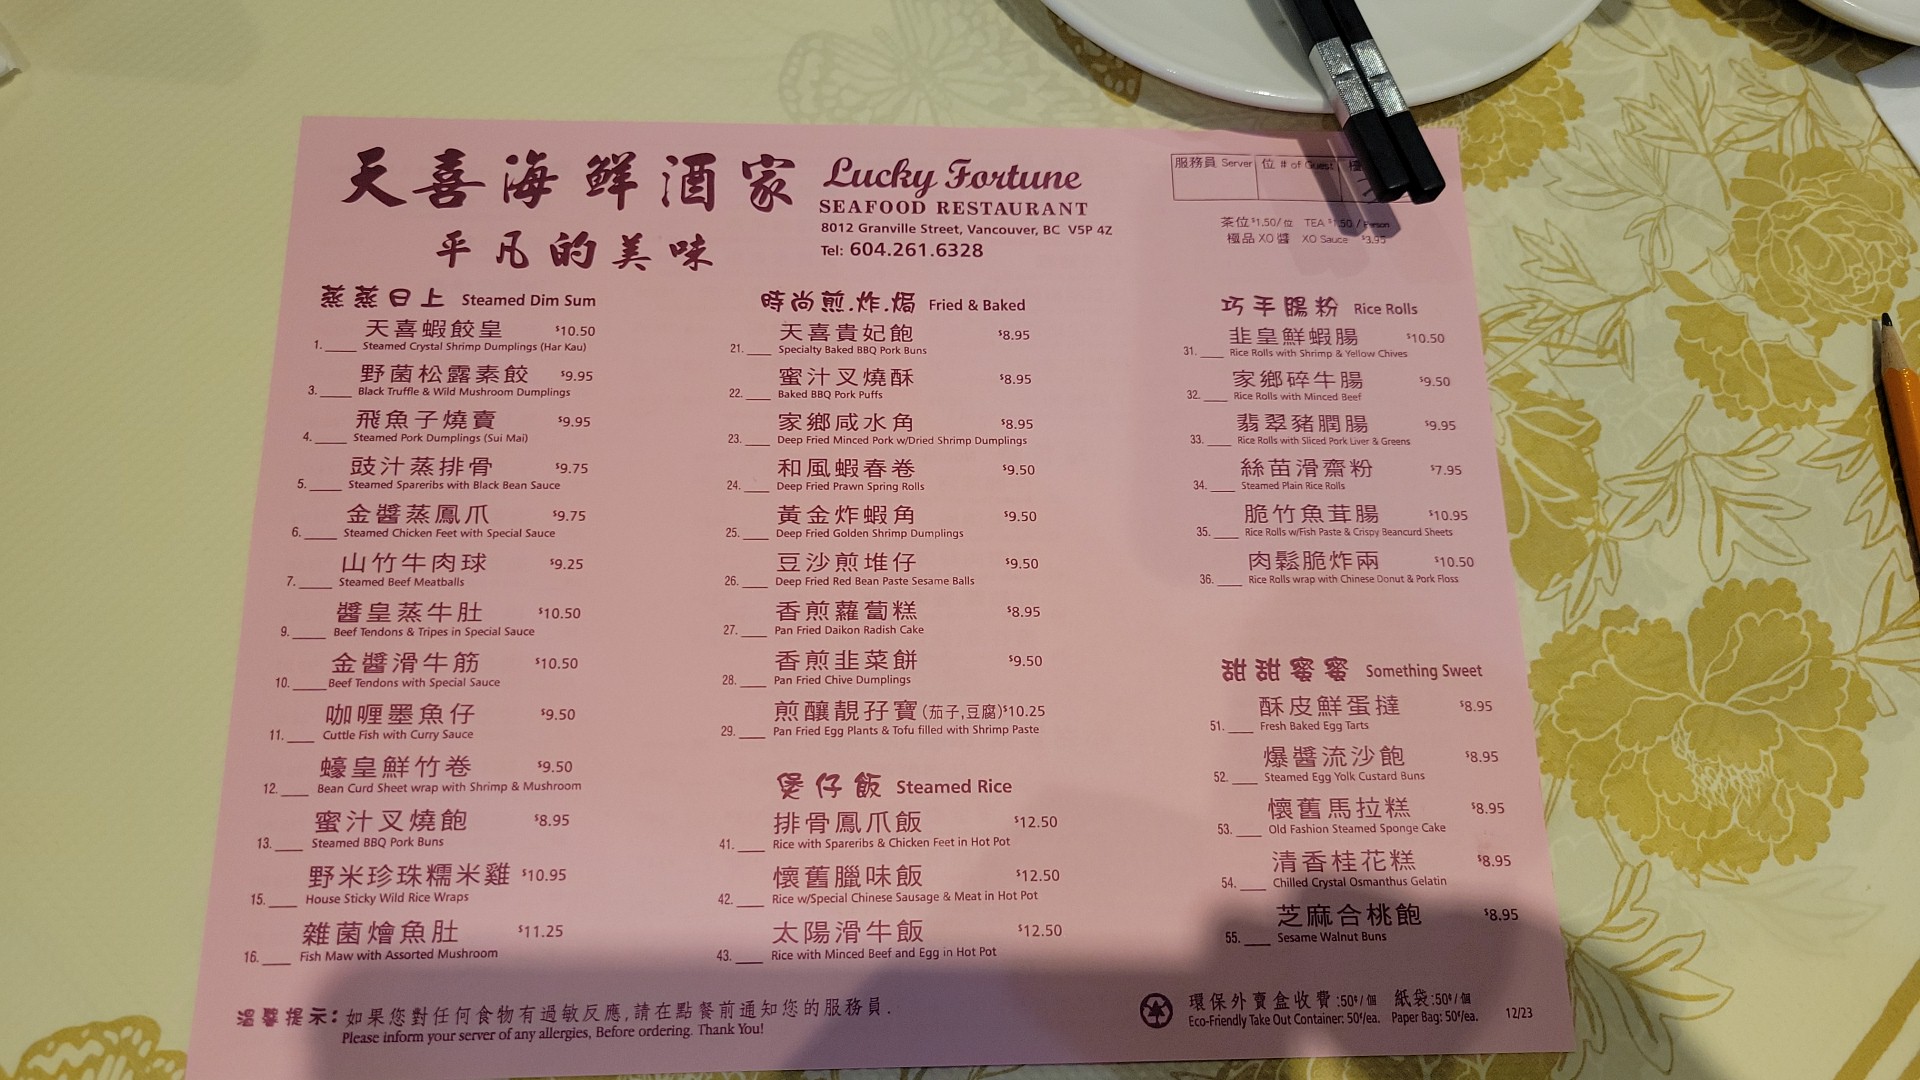 天喜海鮮酒家
平凡的美味
Lucky Fortune
SEAFOOD RESTAURANT
8012 Granville Street, Vancouver, BC V5P 4Z
Tel: 604.261.6328
服務員 Server 位 # of Guest
茶位 $1.50/位 TEA $1.50 / Person
極品 XO 醬 XO Sauce $3.95
蒸蒸日上 Steamed Dim Sum
天喜蝦餃皇 $10.50
1. Steamed Crystal Shrimp Dumplings (Har Kau)
野菌松露素餃 $9.95
3. Black Truffle & Wild Mushroom Dumplings
飛魚子燒賣 $9.95
4. Steamed Pork Dumplings (Sui Mai)
豉汁蒸排骨 $9.75
5. Steamed Spareribs with Black Bean Sauce
金醬蒸鳳爪 $9.75
6. Steamed Chicken Feet with Special Sauce
山竹牛肉球 $9.25
7. Steamed Beef Meatballs
醬皇蒸牛肚 $10.50
9. Beef Tendons & Tripes in Special Sauce
金醬滑牛筋 $10.50
10. Beef Tendons with Special Sauce
咖喱墨魚仔 $9.50
11. Cuttle Fish with Curry Sauce
蠔皇鮮竹卷 $9.50
12. Bean Curd Sheet wrap with Shrimp & Mushroom
蜜汁叉燒飽 $8.95
13. Steamed BBQ Pork Buns
野米珍珠糯米雞 $10.95
15. House Sticky Wild Rice Wraps
雜菌燴魚肚 $11.25
16. Fish Maw with Assorted Mushroom
時尚煎.炸.焗 Fried & Baked
天喜貴妃飽 $8.95
21. Specialty Baked BBQ Pork Buns
蜜汁叉燒酥 $8.95
22. Baked BBQ Pork Puffs
家鄉咸水角 $8.95
23. Deep Fried Minced Pork w/Dried Shrimp Dumplings
和風蝦春卷 $9.50
24. Deep Fried Prawn Spring Rolls
黃金炸蝦角 $9.50
25. Deep Fried Golden Shrimp Dumplings
豆沙煎堆仔 $9.50
26. Deep Fried Red Bean Paste Sesame Balls
香煎蘿蔔糕 $8.95
27. Pan Fried Daikon Radish Cake
香煎韭菜餅 $9.50
28. Pan Fried Chive Dumplings
煎釀靚孖寶(茄子,豆腐) $10.25
29. Pan Fried Egg Plants & Tofu filled with Shrimp Paste
煲仔飯 Steamed Rice
排骨鳳爪飯 $12.50
41. Rice with Spareribs & Chicken Feet in Hot Pot
懷舊臘味飯 $12.50
42. Rice w/Special Chinese Sausage & Meat in Hot Pot
太陽滑牛飯 $12.50
43. Rice with Minced Beef and Egg in Hot Pot
巧手腸粉 Rice Rolls
韭皇鮮蝦腸 $10.50
31. Rice Rolls with Shrimp & Yellow Chives
家鄉碎牛腸 $9.50
32. Rice Rolls with Minced Beef
翡翠豬膶腸 $9.95
33. Rice Rolls with Sliced Pork Liver & Greens
絲苗滑齋粉 $7.95
34. Steamed Plain Rice Rolls
脆竹魚茸腸 $10.95
35. Rice Rolls w/Fish Paste & Crispy Beancurd Sheets
肉鬆脆炸兩 $10.50
36. Rice Rolls wrap with Chinese Donut & Pork Floss
甜甜蜜蜜 Something Sweet
酥皮鮮蛋撻 $8.95
51. Fresh Baked Egg Tarts
爆醬流沙飽 $8.95
52. Steamed Egg Yolk Custard Buns
懷舊馬拉糕 $8.95
53. Old Fashion Steamed Sponge Cake
清香桂花糕 $8.95
54. Chilled Crystal Osmanthus Gelatin
芝麻合桃飽 $8.95
55. Sesame Walnut Buns
溫馨提示:如果您對任何食物有過敏反應,請在點餐前通知您的服務員.
Please inform your server of any allergies, Before ordering. Thank You!
環保外賣盒收費:50¢/個 紙袋:50¢/個
Eco-Friendly Take Out Container: 50¢/ea. Paper Bag: 50¢/ea. 12/23